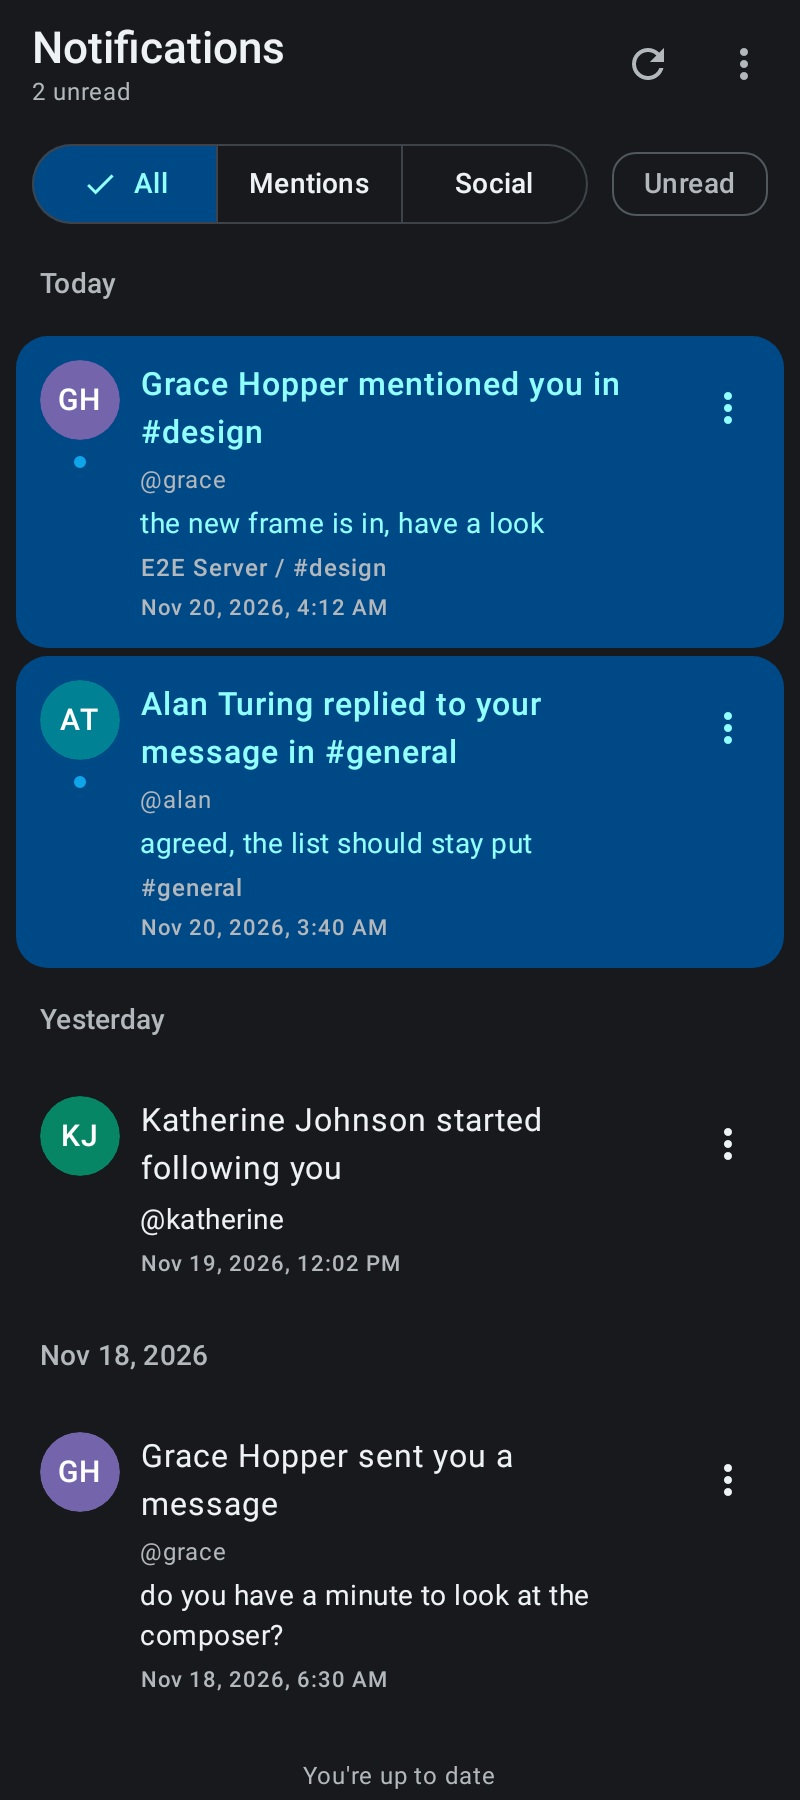 Notifications
2 unread
All
Mentions
Social
Unread
Today
GH
Grace Hopper mentioned you in
#design
@grace
the new frame is in, have a look
E2E Server / #design
Nov 20, 2026, 4:12 AM
AT
Alan Turing replied to your
message in #general
@alan
agreed, the list should stay put
#general
Nov 20, 2026, 3:40 AM
Yesterday
KJ
Katherine Johnson started
following you
@katherine
Nov 19, 2026, 12:02 PM
Nov 18, 2026
GH
Grace Hopper sent you a
message
@grace
do you have a minute to look at the
composer?
Nov 18, 2026, 6:30 AM
You're up to date